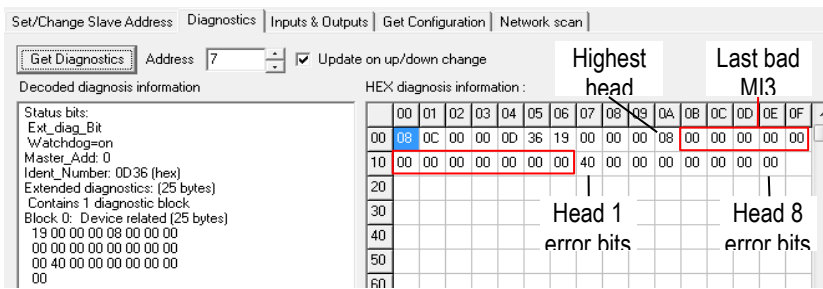 Set/Change Slave Address Diagnostics Inputs & Outputs Get Configuration Network scan
Get Diagnostics Address 7 Update on up/down change
Decoded diagnosis information HEX diagnosis information :
Highest head
Last bad MI3
Status bits:
Ext_diag_Bit
Watchdog=on
Master_Add: 0
Ident_Number: 0D36 (hex)
Extended diagnostics: (25 bytes)
Contains 1 diagnostic block
Block 0: Device related (25 bytes)
19 00 00 00 08 00 00 00
00 00 00 00 00 00 00 00
00 40 00 00 00 00 00 00
00
00 01 02 03 04 05 06 07 08 09 0A 0B 0C 0D 0E 0F
00 08 0C 00 00 0D 36 19 00 00 00 08 00 00 00 00 00
10 00 00 00 00 00 00 00 40 00 00 00 00 00 00 00
20
30
40
50
60
Head 1 error bits
Head 8 error bits